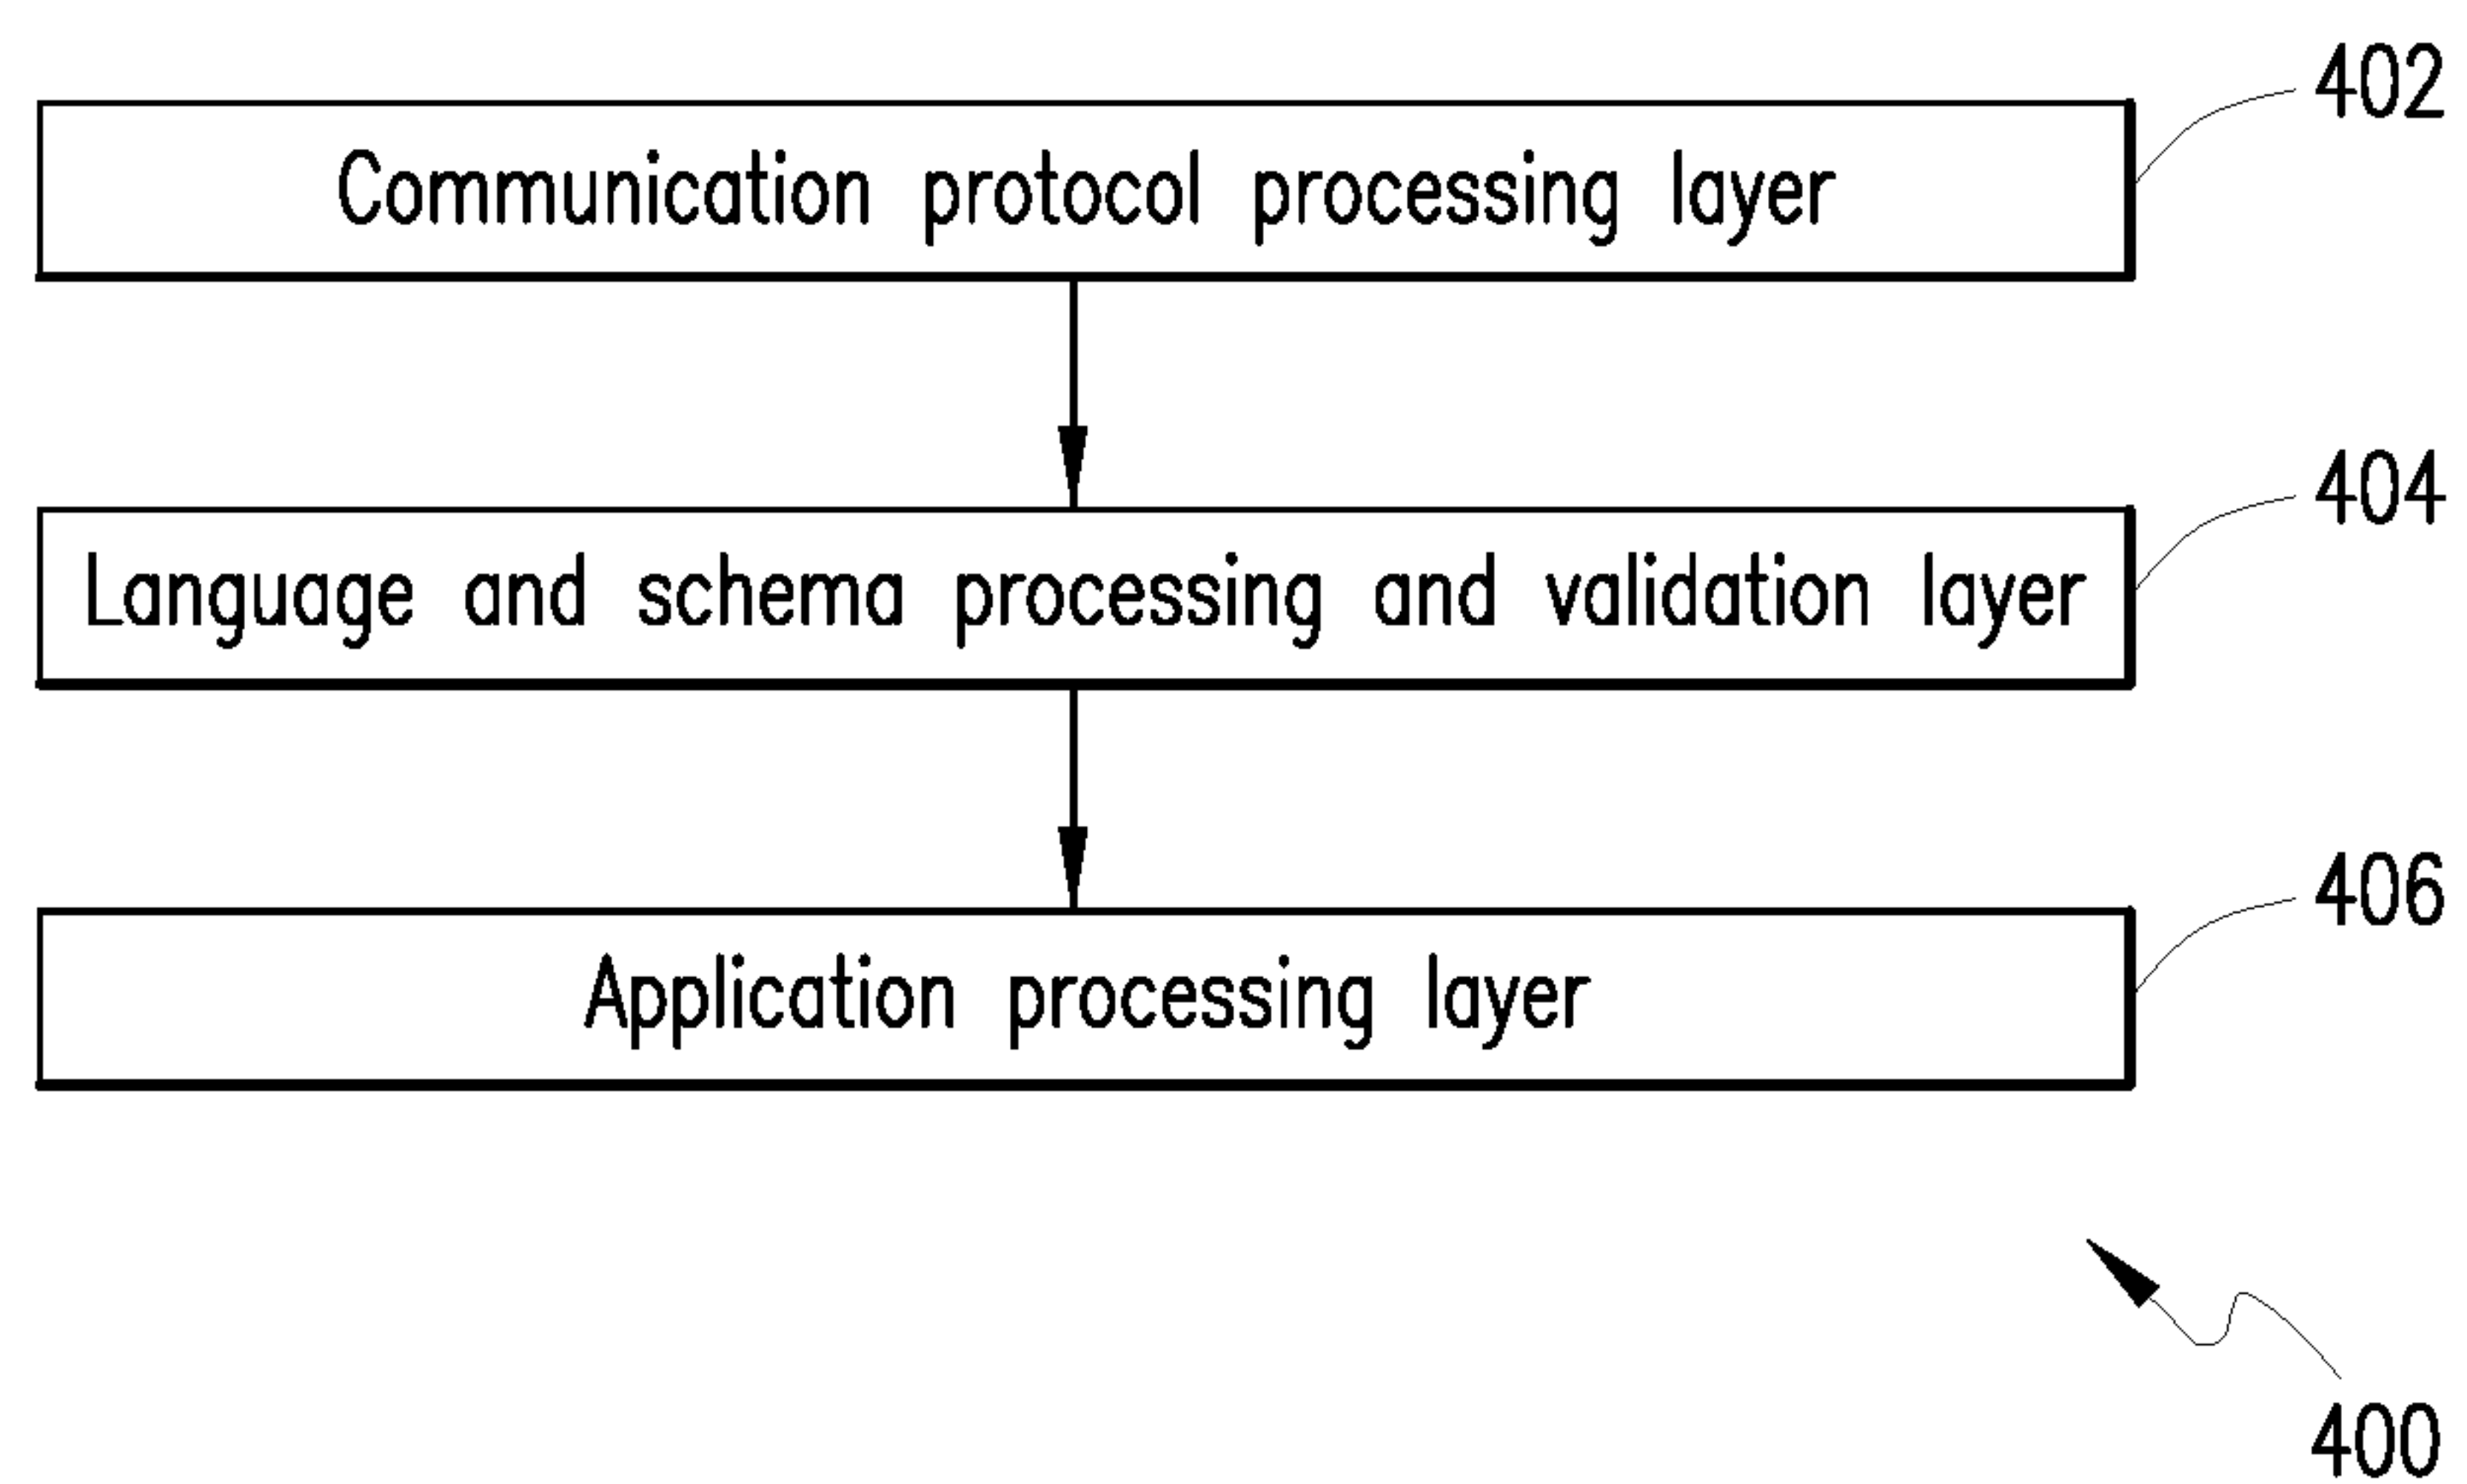 402
Communication protocol processing layer
404
Language and schema processing and validation layer
406
Application processing layer
400